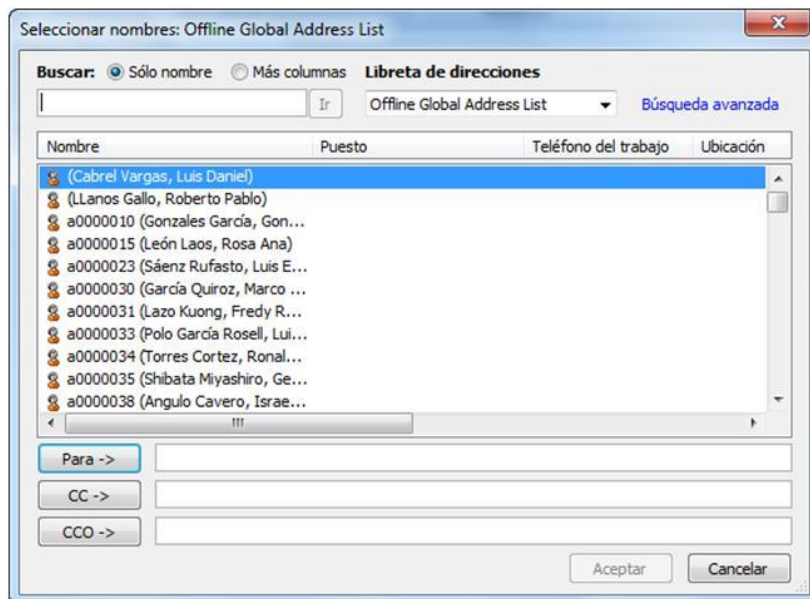 Seleccionar nombres: Offline Global Address List
Buscar: Sólo nombre Más columnas Libreta de direcciones
Ir Offline Global Address List Búsqueda avanzada
Nombre Puesto Teléfono del trabajo Ubicación
(Cabrel Vargas, Luis Daniel)
(LLanos Gallo, Roberto Pablo)
a0000010 (Gonzales García, Gon...
a0000015 (León Laos, Rosa Ana)
a0000023 (Sáenz Rufasto, Luis E...
a0000030 (García Quiroz, Marco ...
a0000031 (Lazo Kuong, Fredy R...
a0000033 (Polo García Rosell, Lui...
a0000034 (Torres Cortez, Ronal...
a0000035 (Shibata Miyashiro, Ge...
a0000038 (Angulo Cavero, Israe...
Para ->
CC ->
CCO ->
Aceptar Cancelar